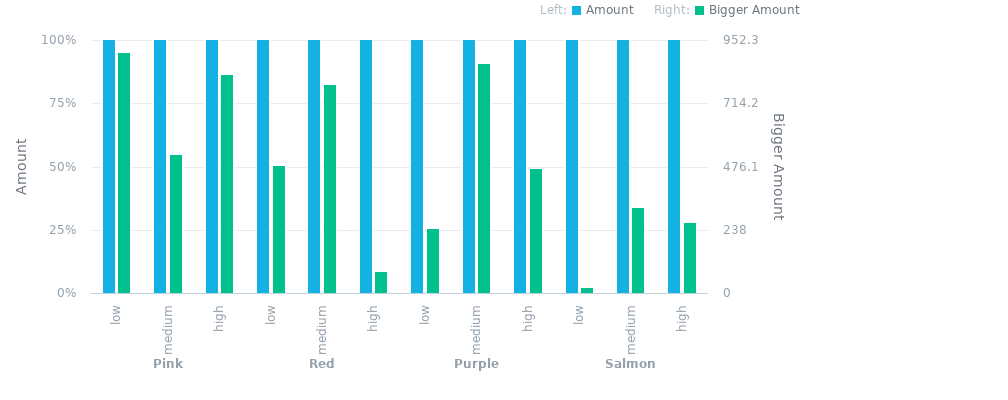 Left: Amount Right: Bigger Amount
100% 952.3
75% 714.2
50% 476.1
25% 238
0% 0
Amount
Bigger Amount
low medium high low medium high low medium high low medium high
Pink Red Purple Salmon